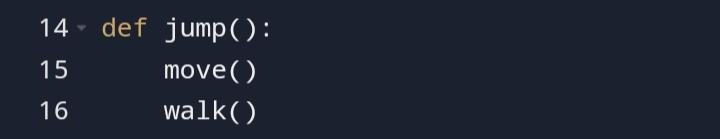 14 def jump():
15     move()
16     walk()